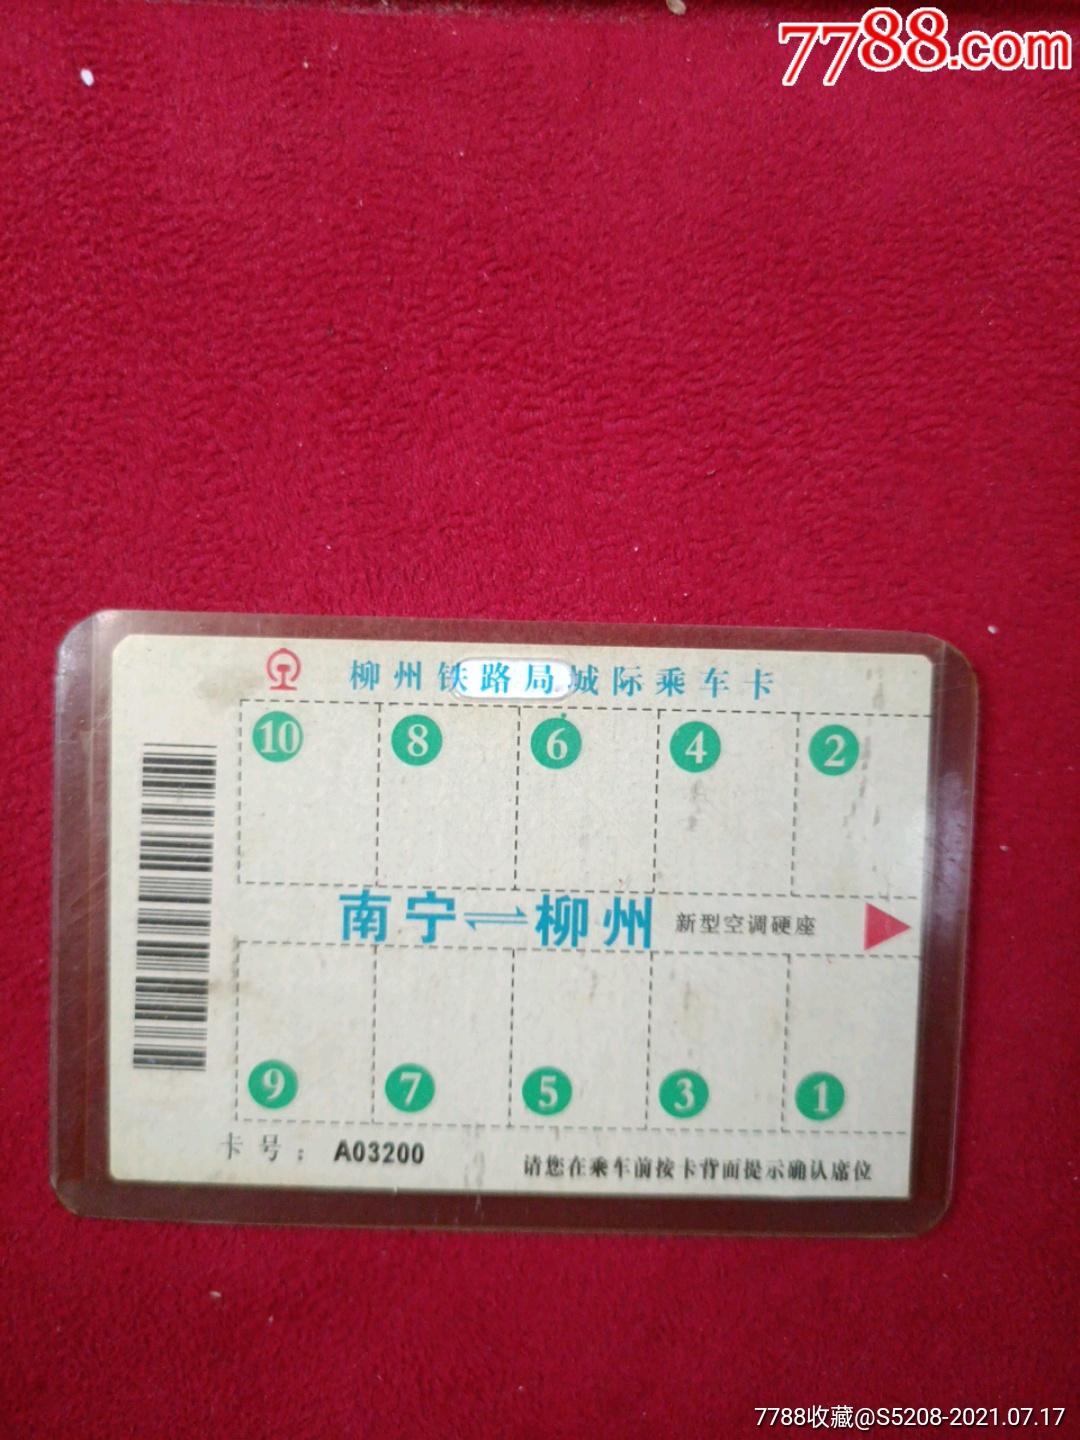 7788.com
柳州铁路局城际乘车卡
10 8 6 4 2
南宁⇌柳州 新型空调硬座
9 7 5 3 1
卡号： A03200
请您在乘车前按卡背面提示确认席位
7788收藏@S5208-2021.07.17